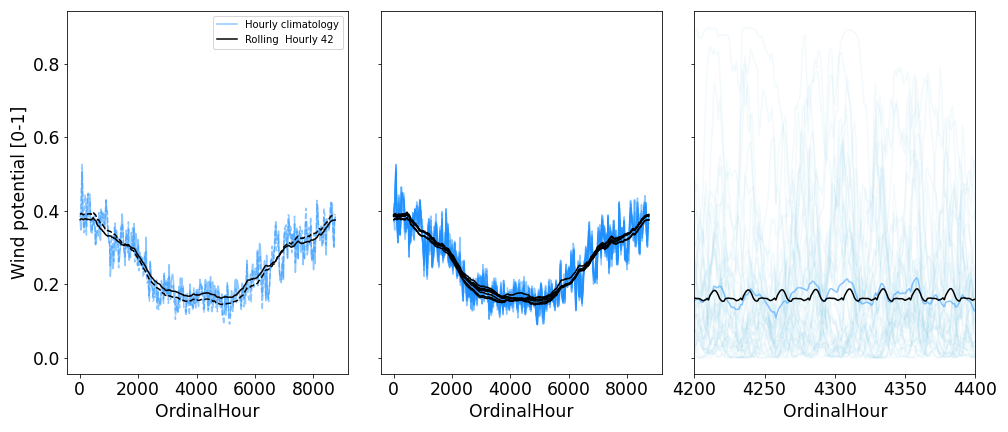 Hourly climatology
Rolling  Hourly 42
Wind potential [0-1]
0.8
0.6
0.4
0.2
0.0
0 2000 4000 6000 8000
0 2000 4000 6000 8000
4200 4250 4300 4350 4400
OrdinalHour
OrdinalHour
OrdinalHour